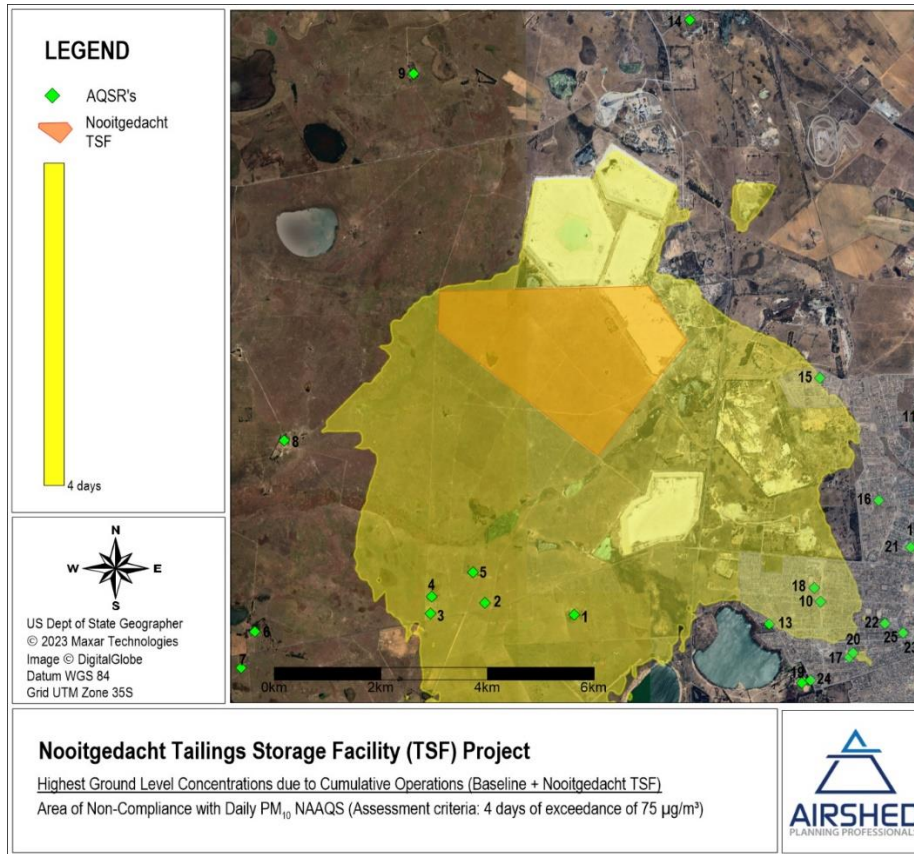 LEGEND
AQSR's
Nooitgedacht
TSF
4 days
N
W
E
S
US Dept of State Geographer
© 2023 Maxar Technologies
Image © DigitalGlobe
Datum WGS 84
Grid UTM Zone 35S
14
9
15
11
8
16
1
21
5
4
18
2
10
3
1
13
22
6
25
20
23
17
7
19
24
0km
2km
4km
6km
Nooitgedacht Tailings Storage Facility (TSF) Project
Highest Ground Level Concentrations due to Cumulative Operations (Baseline + Nooitgedacht TSF)
Area of Non-Compliance with Daily PM₁₀ NAAQS (Assessment criteria: 4 days of exceedance of 75 µg/m³)
AIRSHED
PLANNING PROFESSIONALS